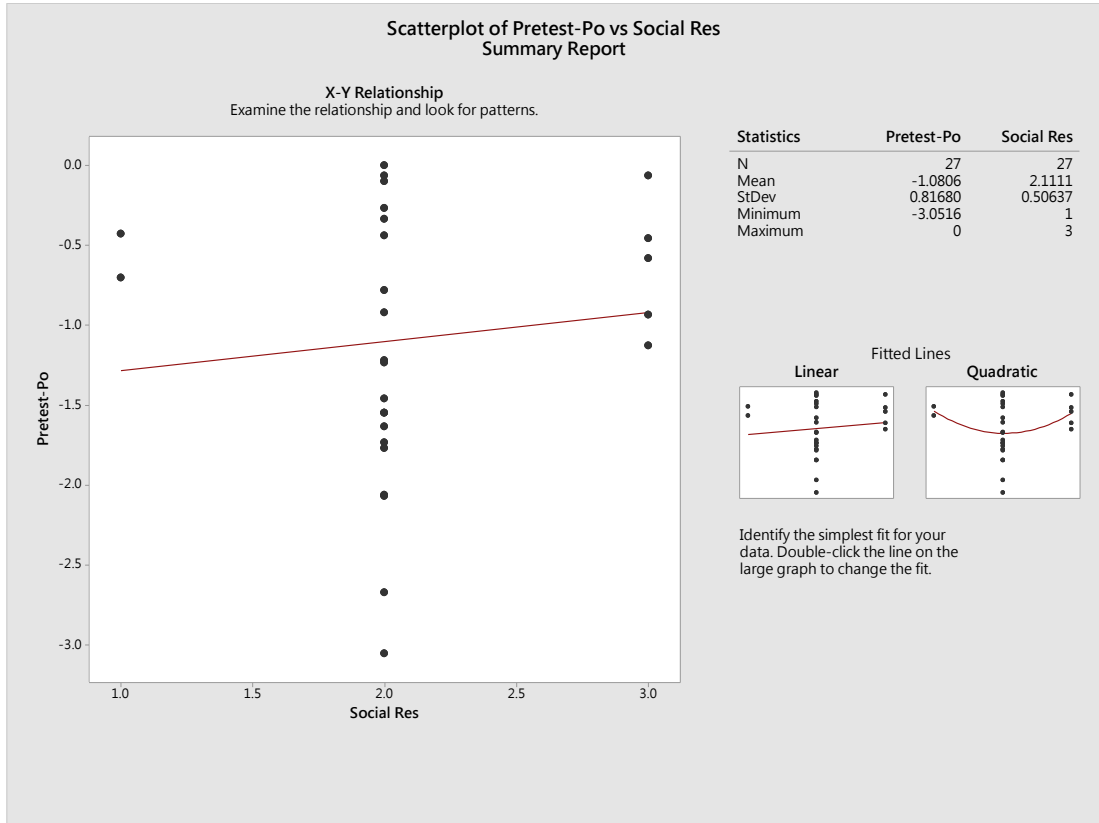 Scatterplot of Pretest-Po vs Social Res
Summary Report
X-Y Relationship
Examine the relationship and look for patterns.
0.0
-0.5
-1.0
-1.5
-2.0
-2.5
-3.0
Pretest-Po
1.0 1.5 2.0 2.5 3.0
Social Res
Statistics Pretest-Po Social Res
N 27 27
Mean -1.0806 2.1111
StDev 0.81680 0.50637
Minimum -3.0516 1
Maximum 0 3
Fitted Lines
Linear Quadratic
Identify the simplest fit for your
data. Double-click the line on the
large graph to change the fit.